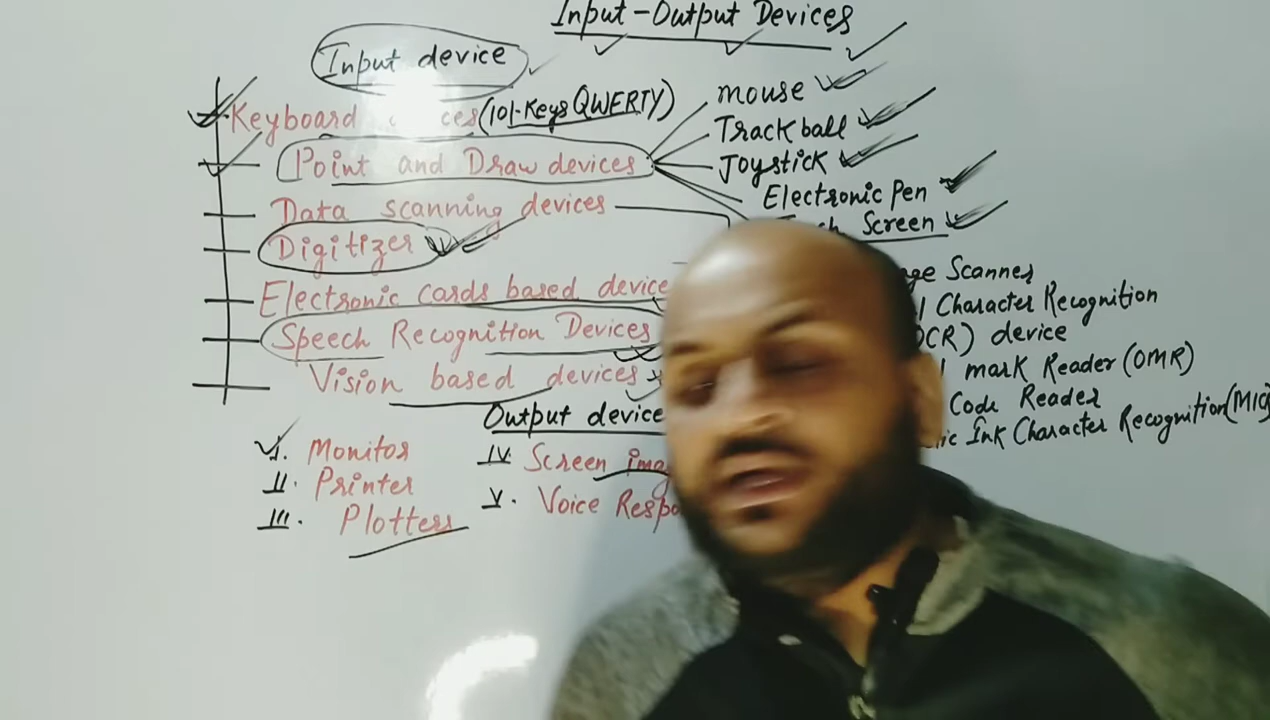 Input-Output Devices
Input device
Keyboard (101-Keys QWERTY)
Point and Draw devices
mouse
Trackball
Joystick
Electronic Pen
Screen
Data scanning devices
Digitizer
Electronic cards based device
Speech Recognition Devices
Vision based devices
Scanner
Character Recognition
device
mark Reader (OMR)
Code Reader
Ink Character Recognition
Output device
I. Monitor
II. Printer
III. Plotters
IV. Screen
V. Voice